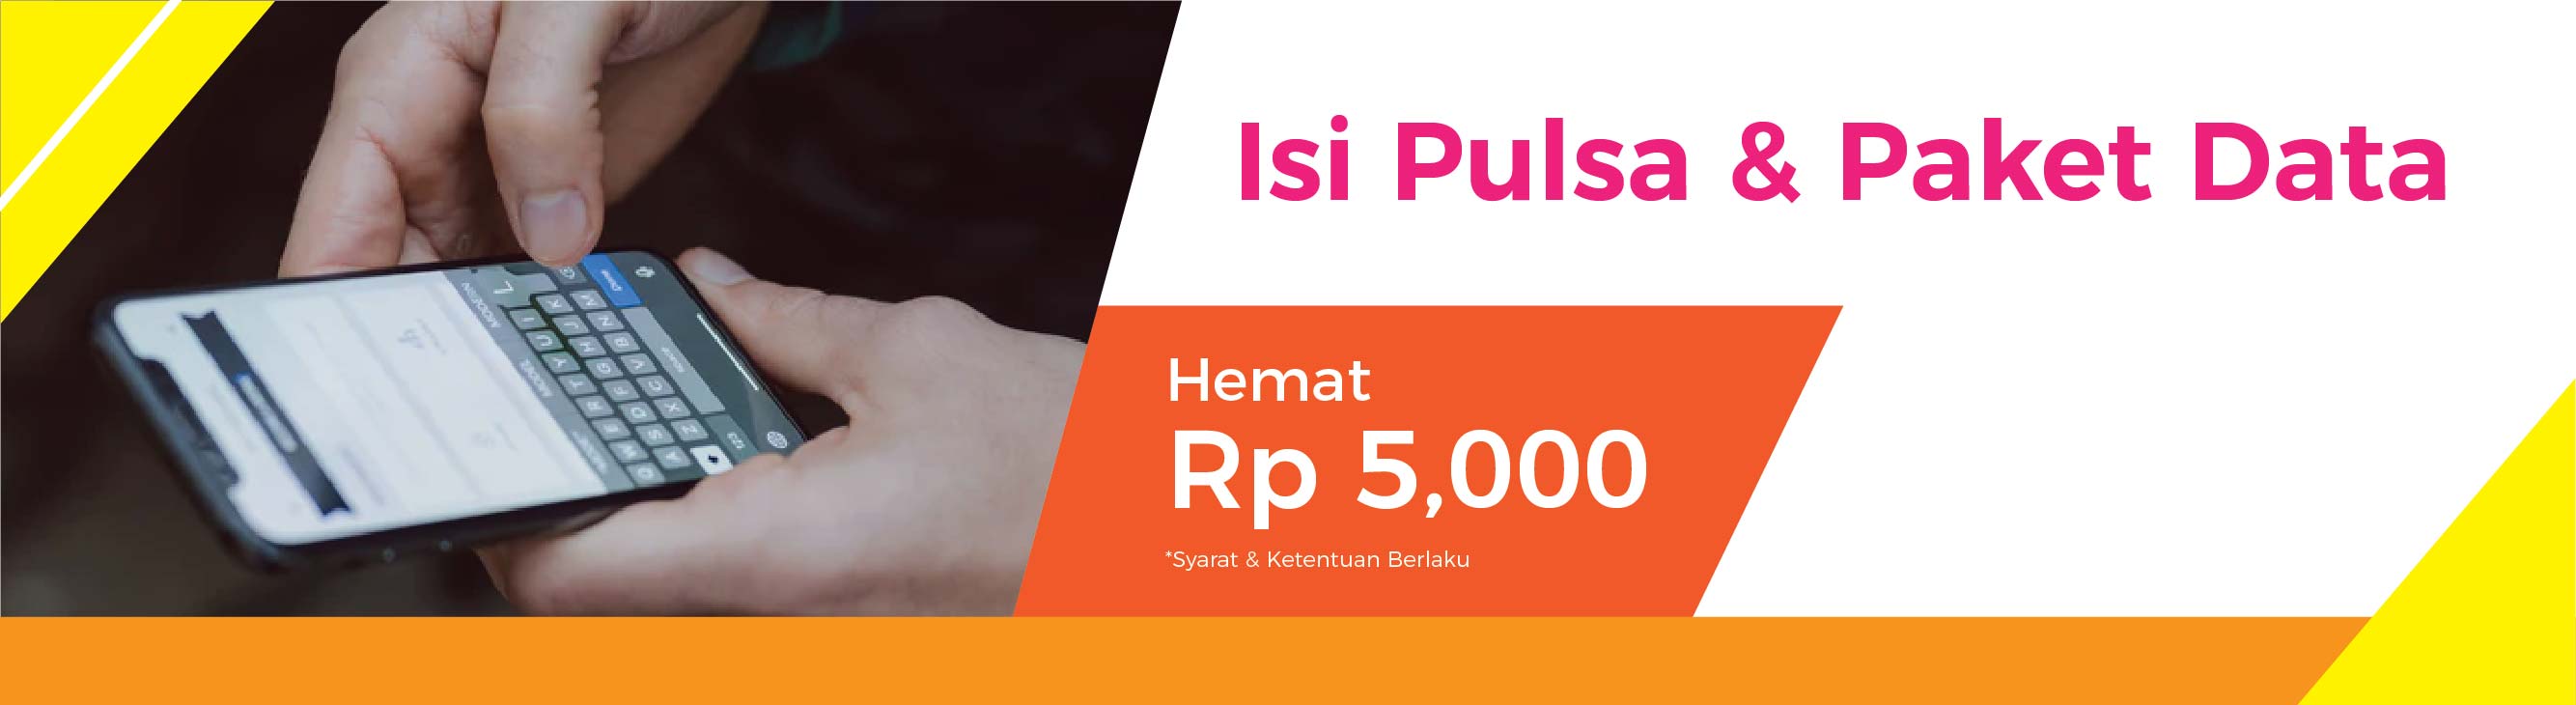 Isi Pulsa & Paket Data
Hemat
Rp 5,000
*Syarat & Ketentuan Berlaku